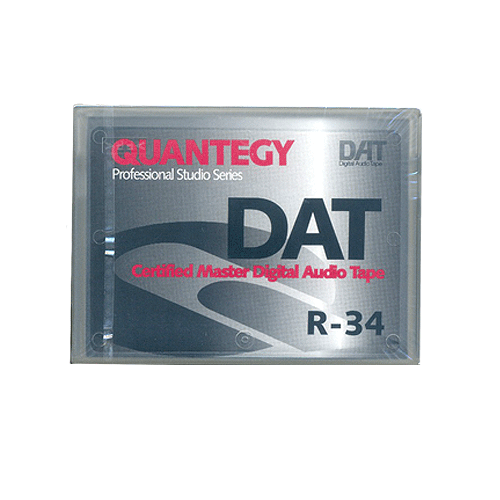 QUANTEGY
Professional Studio Series
DAT
Digital Audio Tape
DAT
Certified Master Digital Audio Tape
R-34